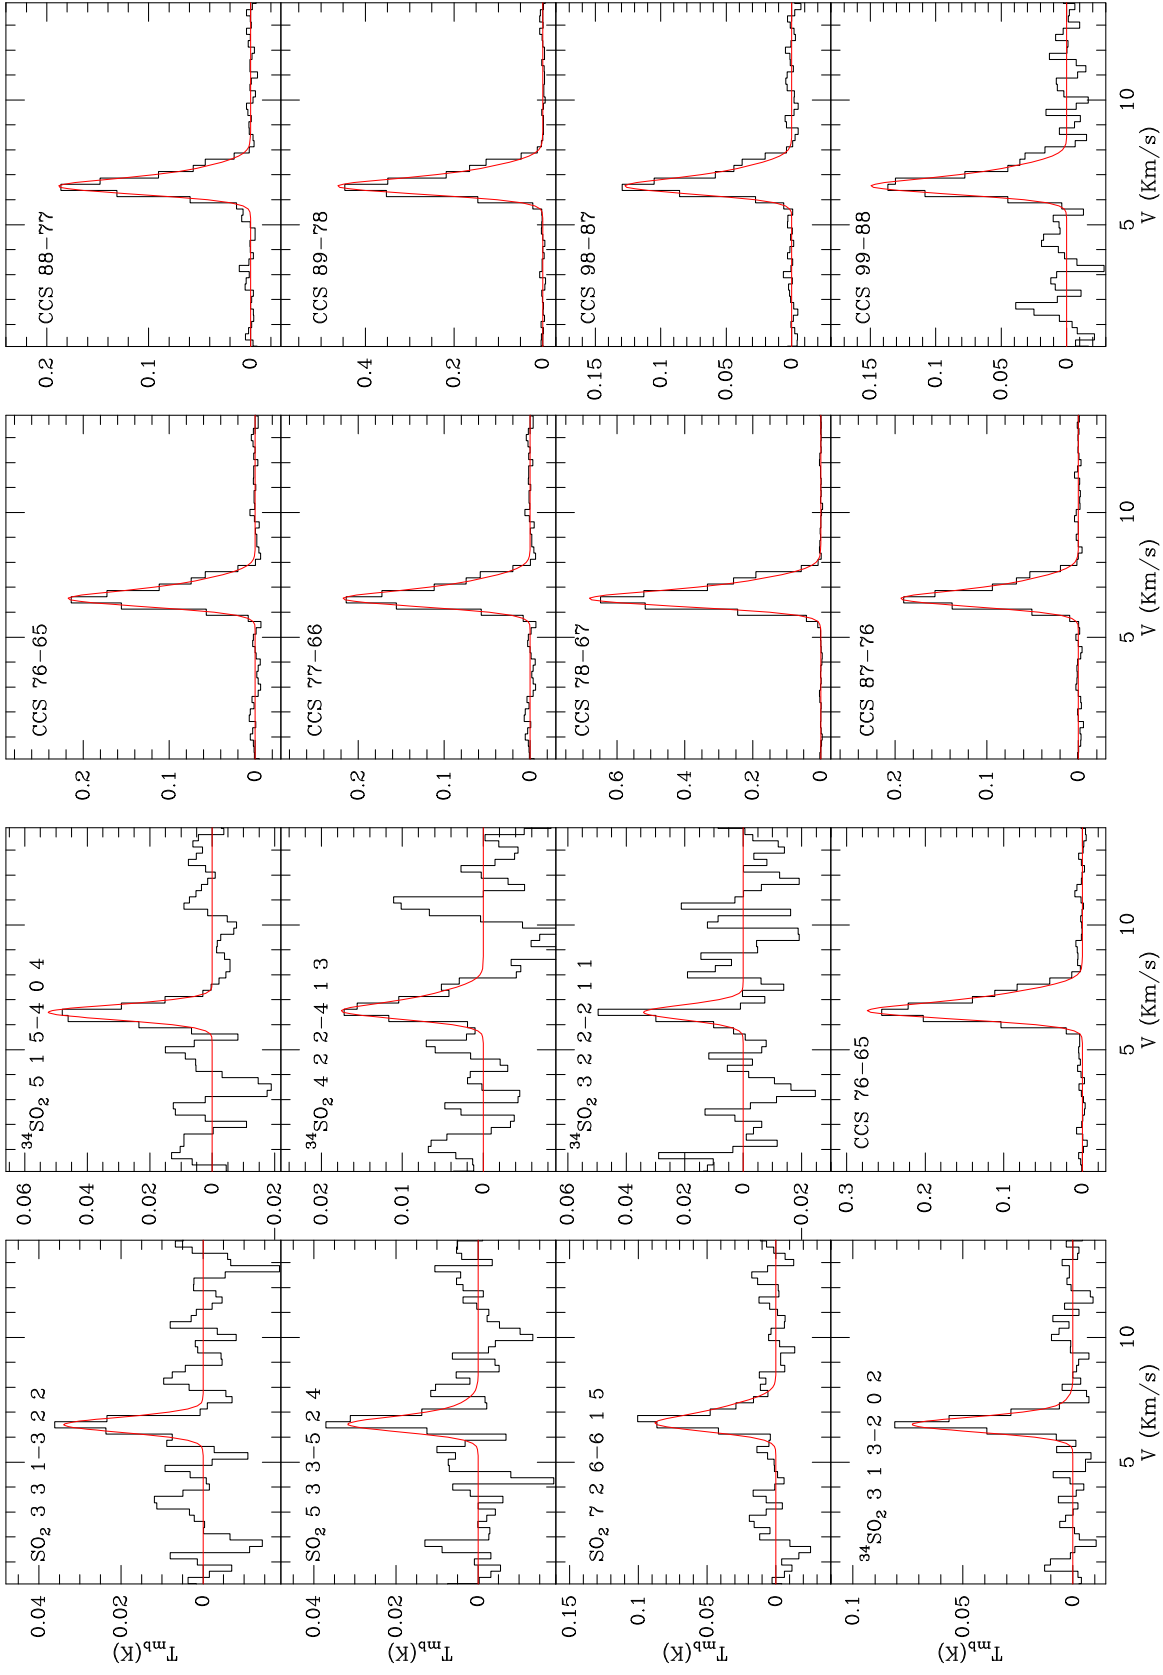 SO₂ 3 3 1−3 2 2
0.04
0.02
0
T_mb(K)
³⁴SO₂ 5 1 5−4 0 4
0.06
0.04
0.02
0
−0.02
CCS 76−65
0.2
0.1
0
CCS 88−77
0.2
0.1
0
SO₂ 5 3 3−5 2 4
0.04
0.02
0
T_mb(K)
³⁴SO₂ 4 2 2−4 1 3
0.02
0.01
0
CCS 77−66
0.2
0.1
0
CCS 89−78
0.4
0.2
0
SO₂ 7 2 6−6 1 5
0.15
0.1
0.05
0
T_mb(K)
³⁴SO₂ 3 2 2−2 1 1
0.06
0.04
0.02
0
−0.02
CCS 78−67
0.6
0.4
0.2
0
CCS 98−87
0.15
0.1
0.05
0
³⁴SO₂ 3 1 3−2 0 2
0.1
0.05
0
T_mb(K)
5 10
V (Km/s)
CCS 76−65
0.3
0.2
0.1
0
5 10
V (Km/s)
CCS 87−76
0.2
0.1
0
5 10
V (Km/s)
CCS 99−88
0.15
0.1
0.05
0
5 10
V (Km/s)